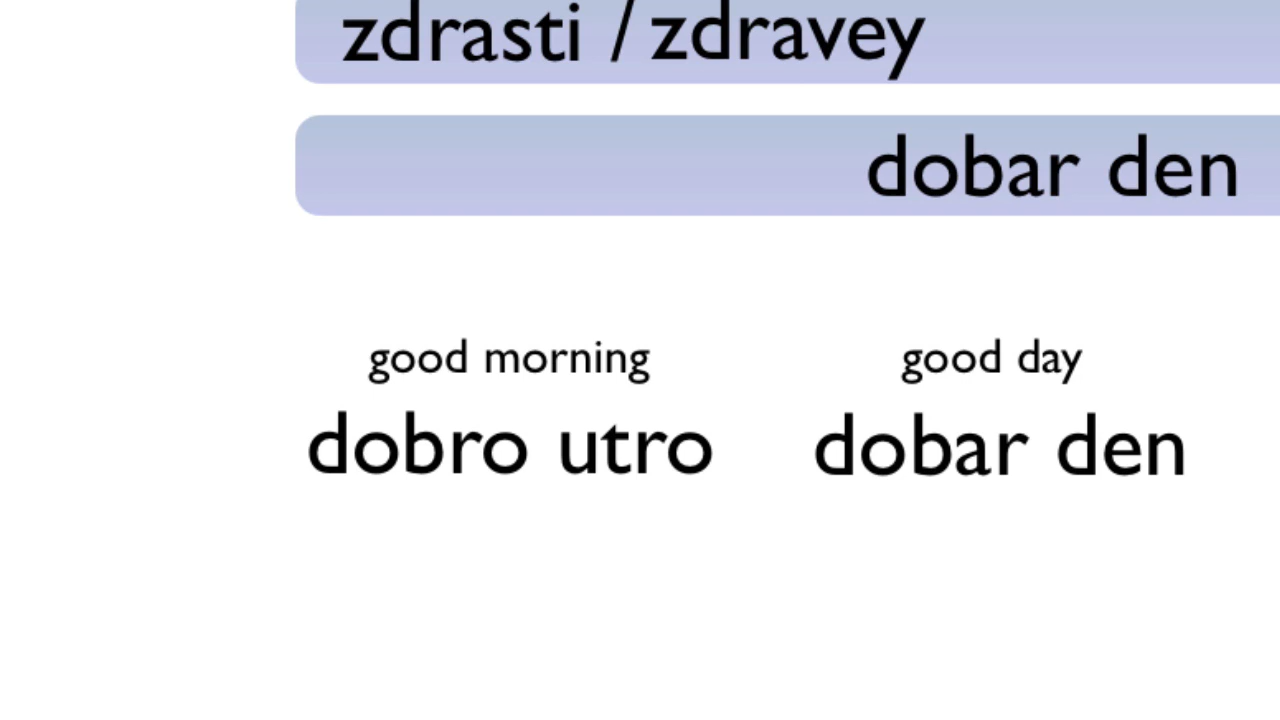 zdrasti / zdravey
dobar den
good morning
good day
dobro utro
dobar den